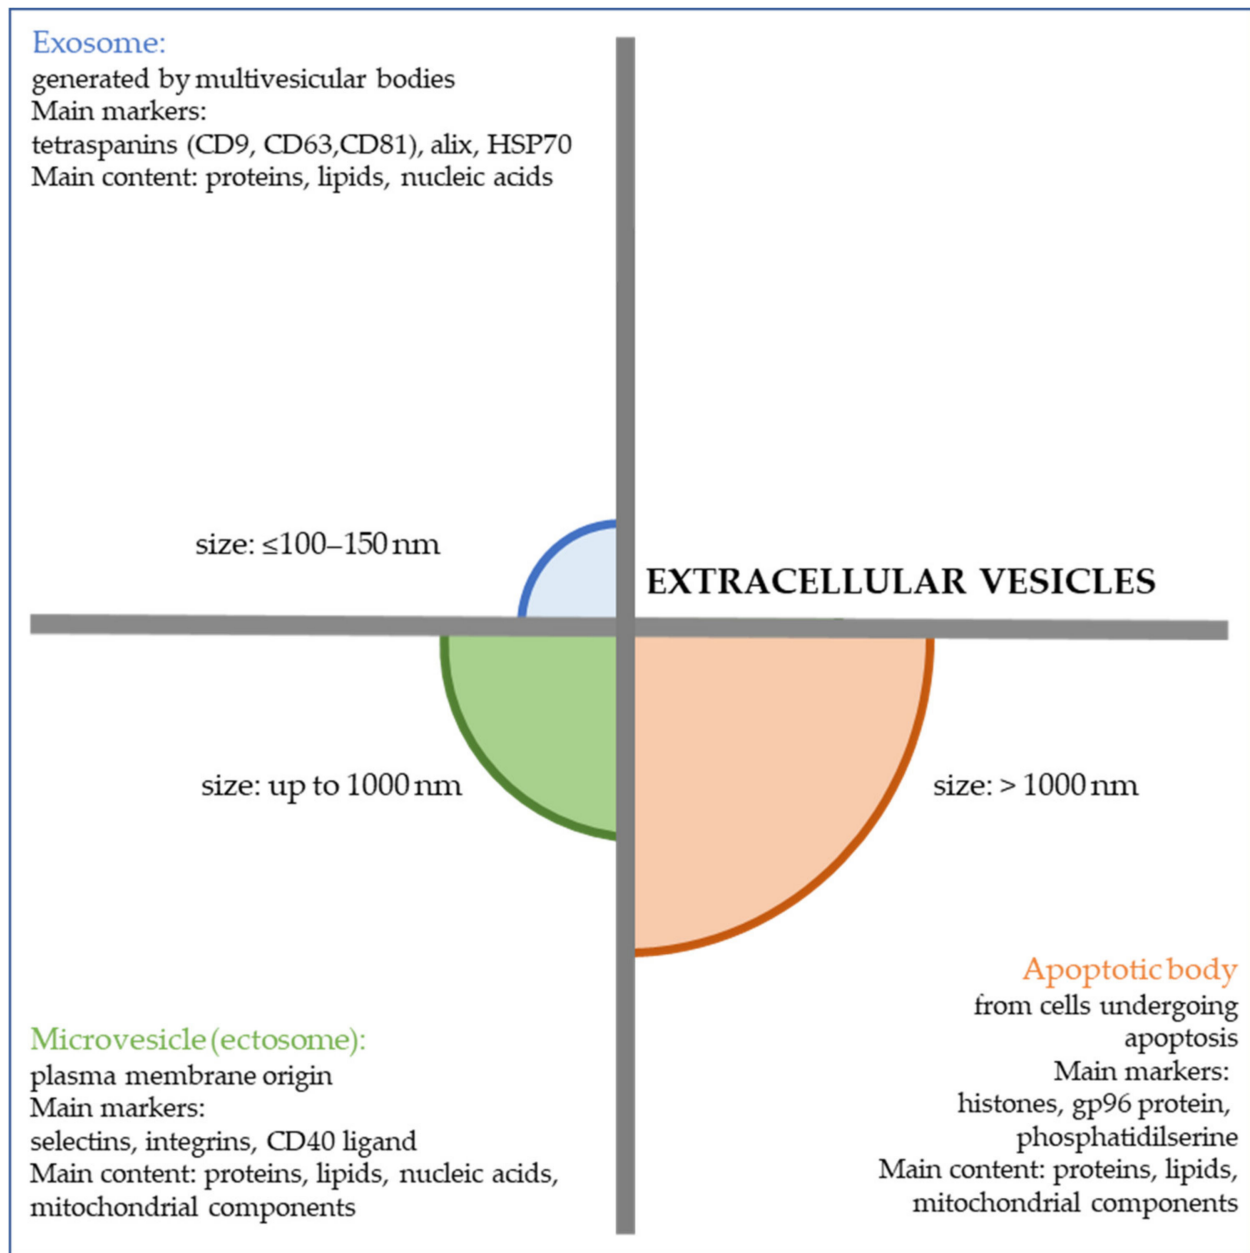 Exosome:
generated by multivesicular bodies
Main markers:
tetraspanins (CD9, CD63,CD81), alix, HSP70
Main content: proteins, lipids, nucleic acids
size: ≤100–150 nm
EXTRACELLULAR VESICLES
size: up to 1000 nm
size: > 1000 nm
Microvesicle (ectosome):
plasma membrane origin
Main markers:
selectins, integrins, CD40 ligand
Main content: proteins, lipids, nucleic acids,
mitochondrial components
Apoptotic body
from cells undergoing
apoptosis
Main markers:
histones, gp96 protein,
phosphatidilserine
Main content: proteins, lipids,
mitochondrial components